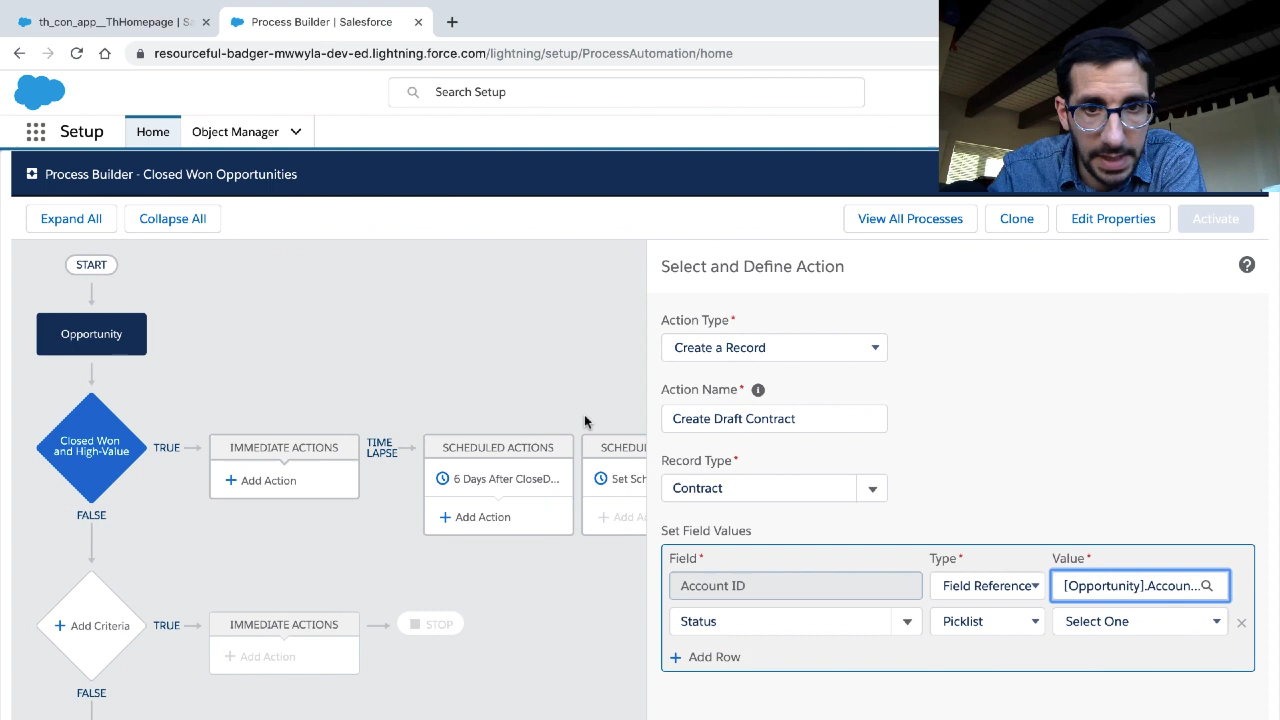 th_con_app__ThHomepage | Sa
Process Builder | Salesforce
resourceful-badger-mwwyla-dev-ed.lightning.force.com/lightning/setup/ProcessAutomation/home
Search Setup
Setup
Home
Object Manager
Process Builder - Closed Won Opportunities
Expand All
Collapse All
View All Processes
Clone
Edit Properties
Activate
START
Opportunity
Closed Won
and High-Value
TRUE
IMMEDIATE ACTIONS
+ Add Action
TIME
LAPSE
SCHEDULED ACTIONS
6 Days After CloseD...
+ Add Action
SCHEDU
Set Sch
+ Add A
FALSE
+ Add Criteria
TRUE
IMMEDIATE ACTIONS
+ Add Action
STOP
FALSE
Select and Define Action
?
Action Type*
Create a Record
Action Name* i
Create Draft Contract
Record Type*
Contract
Set Field Values
Field* Type* Value*
Account ID Field Reference [Opportunity].Accoun...
Status Picklist Select One
+ Add Row